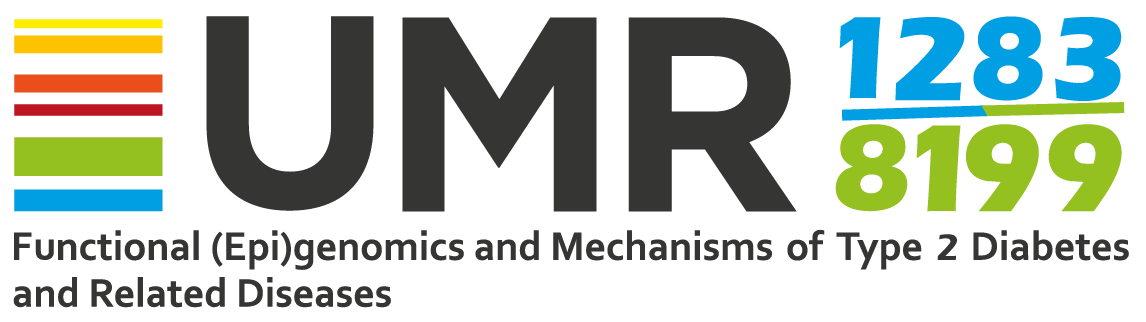 UMR 1283
8199
Functional (Epi)genomics and Mechanisms of Type 2 Diabetes
and Related Diseases